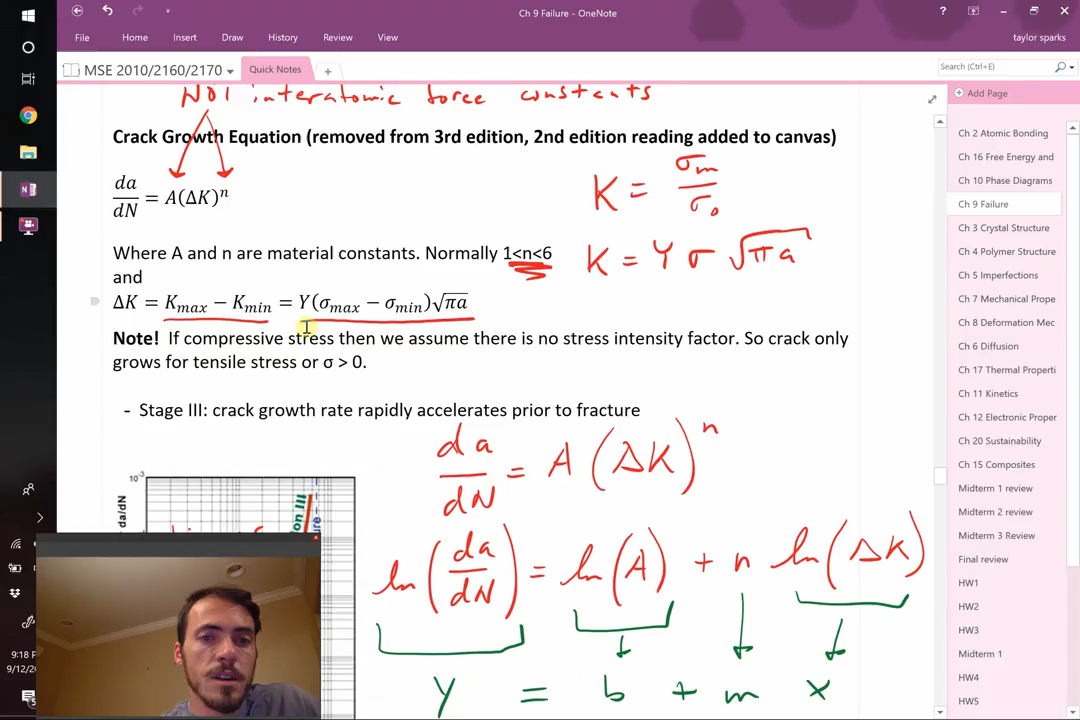 Ch 9 Failure - OneNote
File Home Insert Draw History Review View
taylor sparks
MSE 2010/2160/2170
Quick Notes
Search (Ctrl+E)
NOT interatomic force constants
Crack Growth Equation (removed from 3rd edition, 2nd edition reading added to canvas)
da/dN = A(ΔK)^n
K = σm/σo
Where A and n are material constants. Normally 1<n<6
K = Y σ √πa
and
ΔK = Kmax − Kmin = Y(σmax − σmin)√πa
Note! If compressive stress then we assume there is no stress intensity factor. So crack only
grows for tensile stress or σ > 0.
- Stage III: crack growth rate rapidly accelerates prior to fracture
da/dN = A (ΔK)^n
10^-3
da/dN
ln (da/dN) = ln (A) + n ln (ΔK)
y = b + m x
Add Page
Ch 2 Atomic Bonding
Ch 16 Free Energy and
Ch 10 Phase Diagrams
Ch 9 Failure
Ch 3 Crystal Structure
Ch 4 Polymer Structure
Ch 5 Imperfections
Ch 7 Mechanical Prope
Ch 8 Deformation Mec
Ch 6 Diffusion
Ch 17 Thermal Properti
Ch 11 Kinetics
Ch 12 Electronic Proper
Ch 20 Sustainability
Ch 15 Composites
Midterm 1 review
Midterm 2 review
Midterm 3 Review
Final review
HW1
HW2
HW3
Midterm 1
HW4
HW5
9:18 P
9/12/20